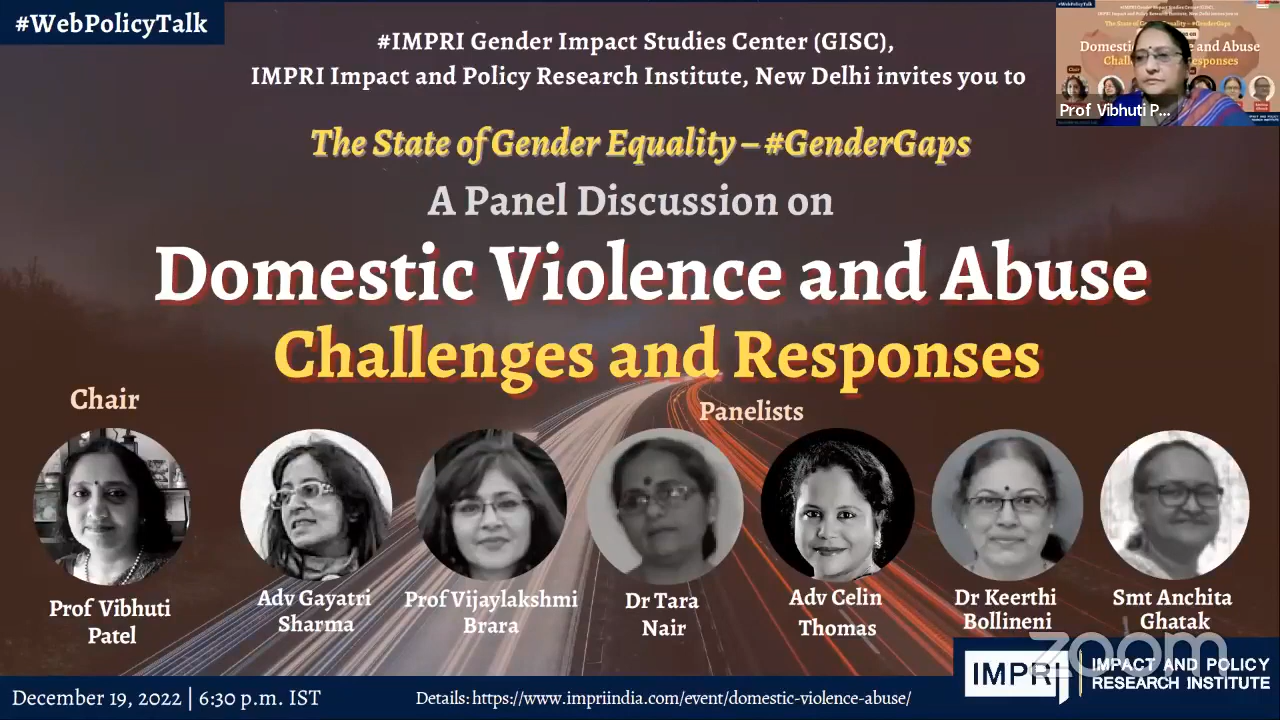 #WebPolicyTalk
#IMPRI Gender Impact Studies Center (GISC),
IMPRI Impact and Policy Research Institute, New Delhi invites you to
The State of Gender Equality – #GenderGaps
A Panel Discussion on
Domestic Violence and Abuse
Challenges and Responses
Prof Vibhuti P...
Chair
Panelists
Prof Vibhuti
Patel
Adv Gayatri
Sharma
Prof Vijaylakshmi
Brara
Dr Tara
Nair
Adv Celin
Thomas
Dr Keerthi
Bollineni
Smt Anchita
Ghatak
zoom
IMPRI
IMPACT AND POLICY
RESEARCH INSTITUTE
December 19, 2022 | 6:30 p.m. IST
Details: https://www.impriindia.com/event/domestic-violence-abuse/